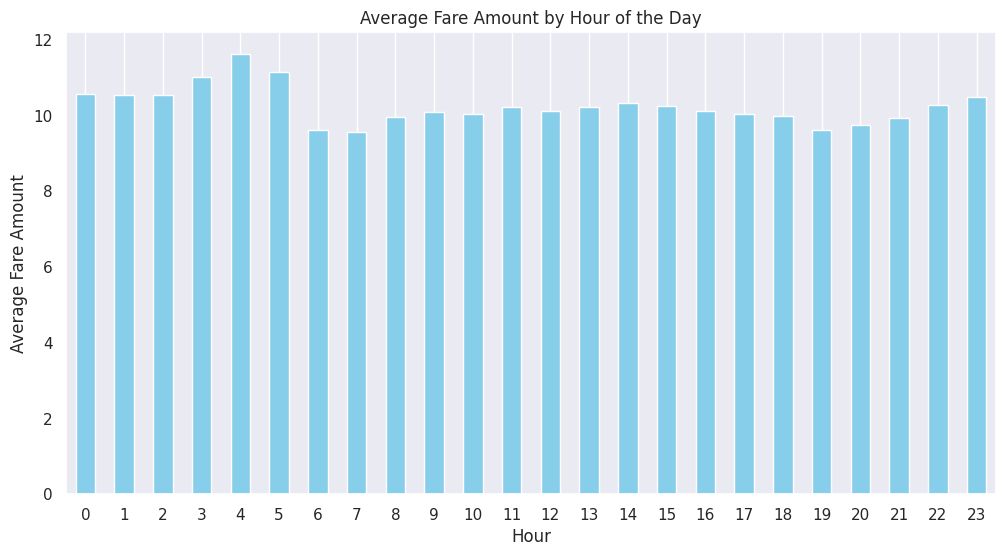 Average Fare Amount by Hour of the Day
12
10
8
6
4
2
0
Average Fare Amount
0 1 2 3 4 5 6 7 8 9 10 11 12 13 14 15 16 17 18 19 20 21 22 23
Hour